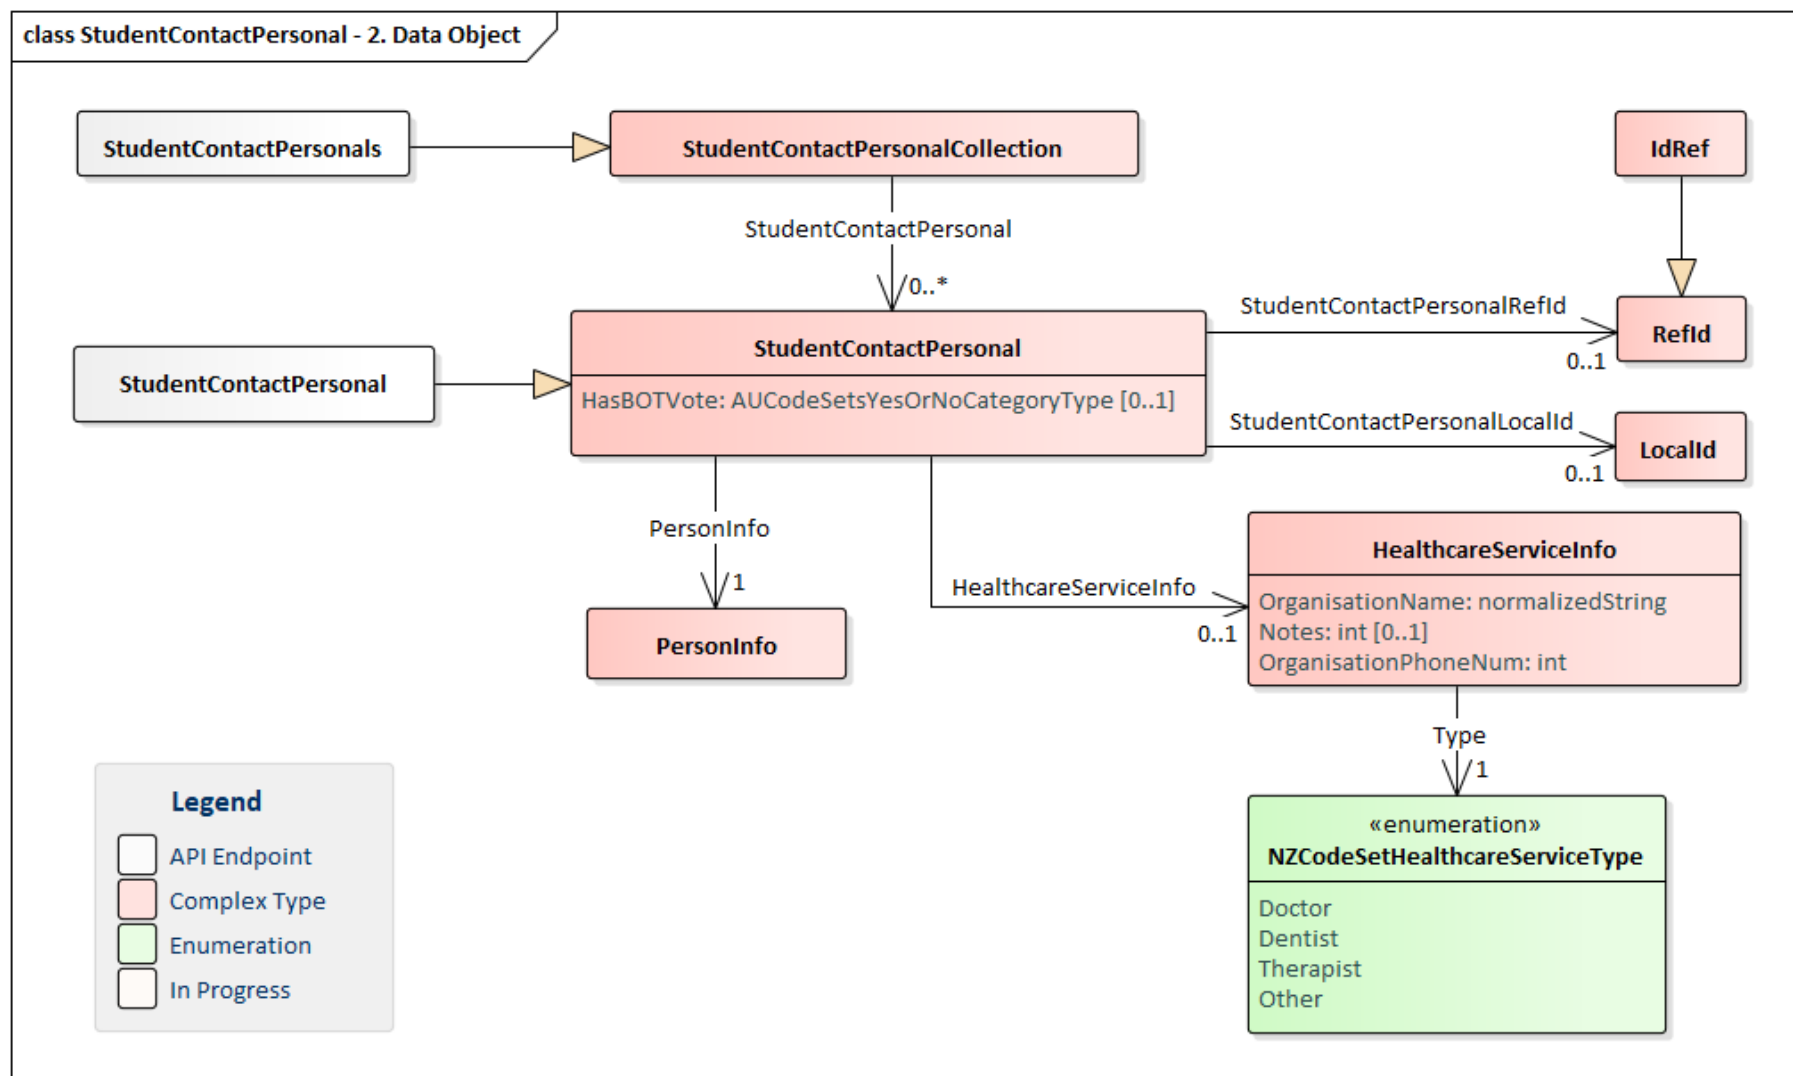 class StudentContactPersonal - 2. Data Object
StudentContactPersonals
StudentContactPersonalCollection
IdRef
StudentContactPersonal
0..*
StudentContactPersonal
StudentContactPersonal
HasBOTVote: AUCodeSetsYesOrNoCategoryType [0..1]
StudentContactPersonalRefId
0..1
RefId
StudentContactPersonalLocalId
0..1
LocalId
PersonInfo
1
PersonInfo
HealthcareServiceInfo
0..1
HealthcareServiceInfo
OrganisationName: normalizedString
Notes: int [0..1]
OrganisationPhoneNum: int
Type
1
«enumeration»
NZCodeSetHealthcareServiceType
Doctor
Dentist
Therapist
Other
Legend
API Endpoint
Complex Type
Enumeration
In Progress